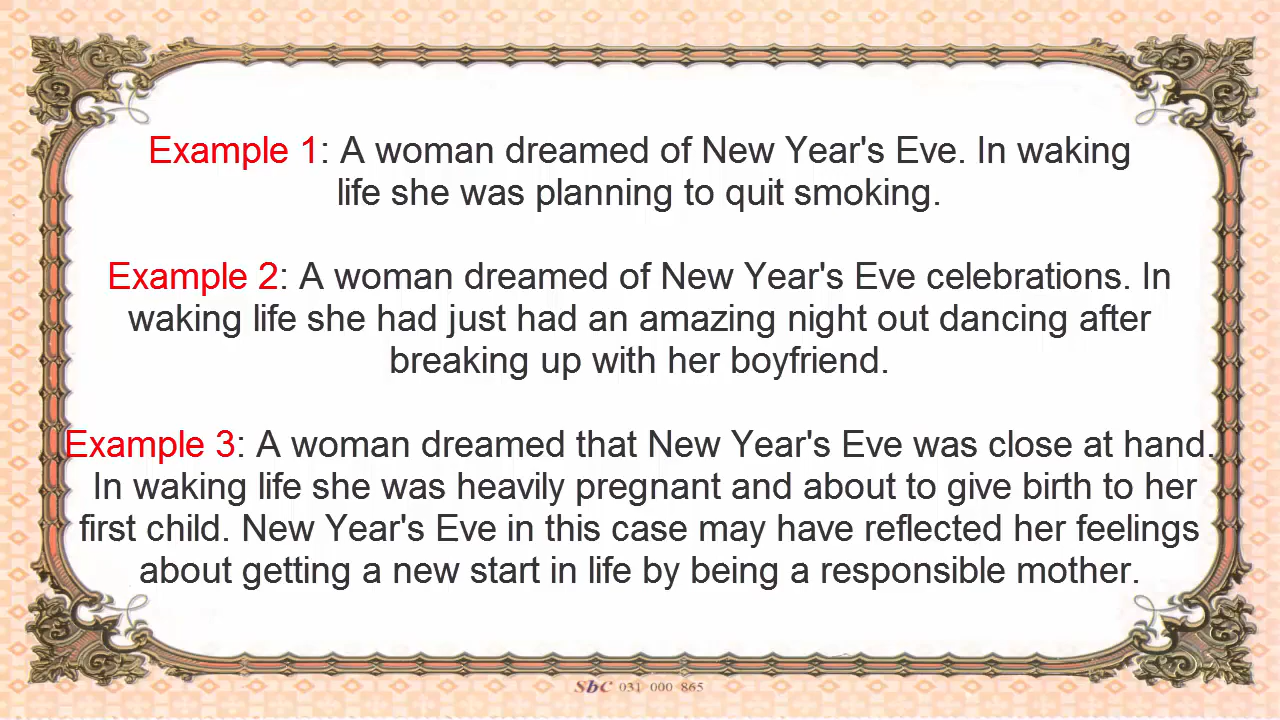 Example 1: A woman dreamed of New Year's Eve. In waking
life she was planning to quit smoking.
Example 2: A woman dreamed of New Year's Eve celebrations. In
waking life she had just had an amazing night out dancing after
breaking up with her boyfriend.
Example 3: A woman dreamed that New Year's Eve was close at hand.
In waking life she was heavily pregnant and about to give birth to her
first child. New Year's Eve in this case may have reflected her feelings
about getting a new start in life by being a responsible mother.
SbC 031 000 865